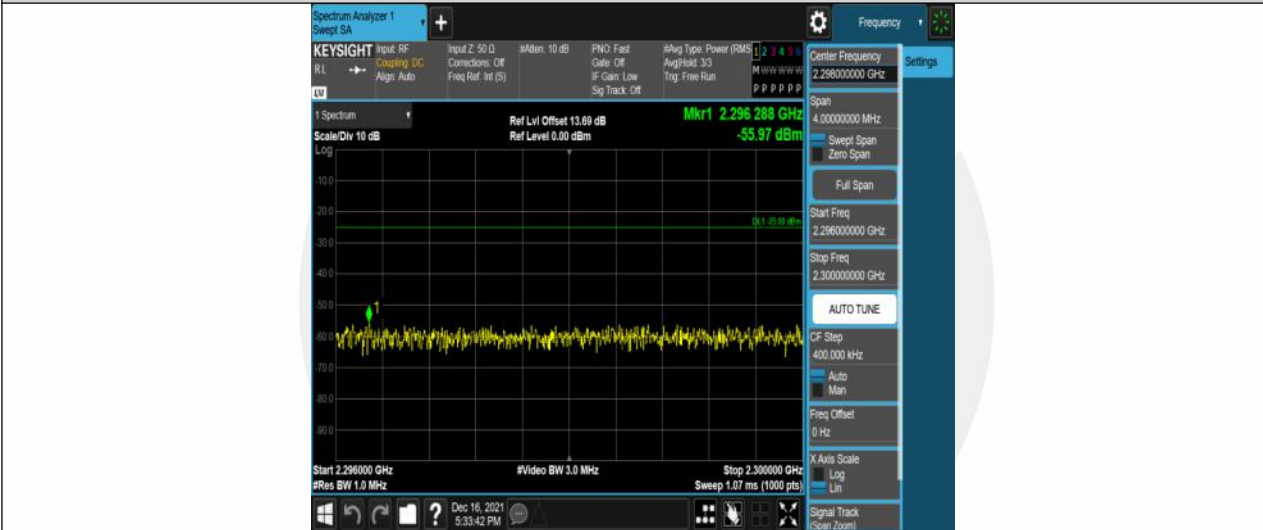 Spectrum Analyzer 1
Swept SA
+
Frequency
KEYSIGHT
RL
LV
Input: RF
Coupling: DC
Align: Auto
Input Z: 50 Ω
Corrections: Off
Freq Ref: Int (S)
#Atten: 10 dB
PNO: Fast
Gate: Off
IF Gain: Low
Sig Track: Off
#Avg Type: Power (RMS
Avg|Hold: 3/3
Trig: Free Run
1 2 3 4 5 6
M W W W W W
P P P P P P
1 Spectrum
Scale/Div 10 dB
Ref Lvl Offset 13.69 dB
Ref Level 0.00 dBm
Mkr1 2.296 288 GHz
-55.97 dBm
Log
-10.0
-20.0
DL1 -25.00 dBm
-30.0
-40.0
-50.0
1
-60.0
-70.0
-80.0
-90.0
Start 2.296000 GHz
#Res BW 1.0 MHz
#Video BW 3.0 MHz
Stop 2.300000 GHz
Sweep 1.07 ms (1000 pts)
Center Frequency
2.298000000 GHz
Settings
Span
4.00000000 MHz
Swept Span
Zero Span
Full Span
Start Freq
2.296000000 GHz
Stop Freq
2.300000000 GHz
AUTO TUNE
CF Step
400.000 kHz
Auto
Man
Freq Offset
0 Hz
X Axis Scale
Log
Lin
Signal Track
(Span Zoom)
?
Dec 16, 2021
5:33:42 PM